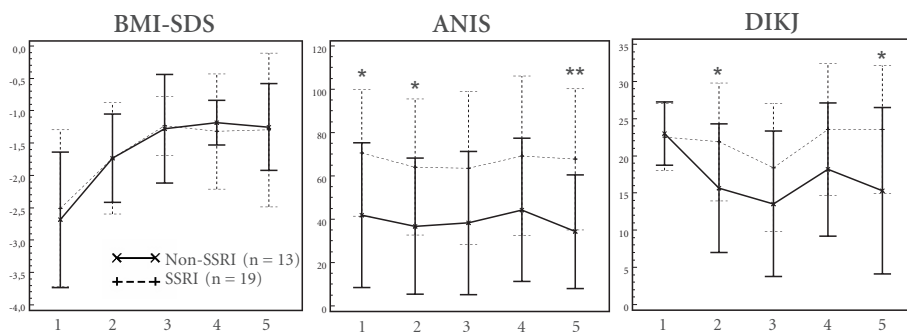 BMI-SDS
0,0
-0,5
-1,0
-1,5
-2,0
-2,5
-3,0
-3,5
-4,0
Non-SSRI (n = 13)
SSRI (n = 19)
1 2 3 4 5
ANIS
120
100
80
60
40
20
0
* * **
1 2 3 4 5
DIKJ
35
30
25
20
15
10
5
0
* *
1 2 3 4 5